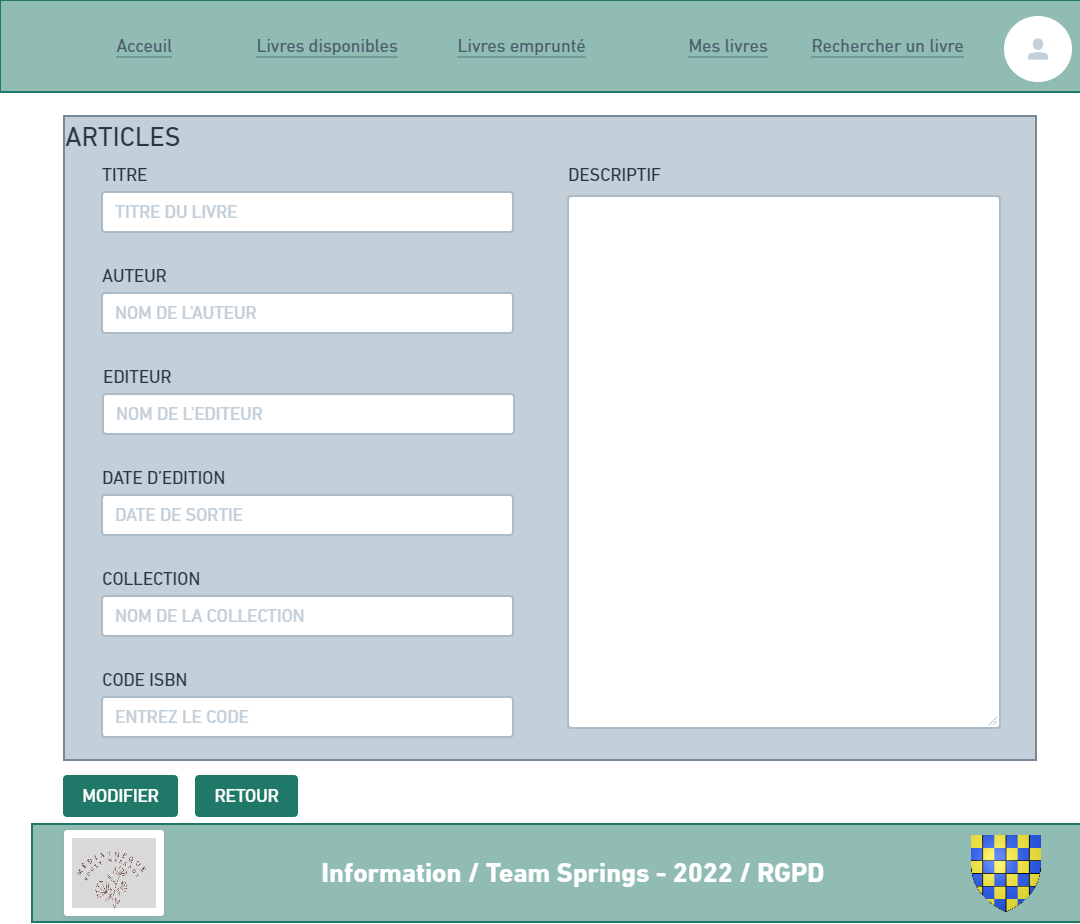 Acceuil Livres disponibles Livres emprunté Mes livres Rechercher un livre
ARTICLES
TITRE
TITRE DU LIVRE
AUTEUR
NOM DE L'AUTEUR
EDITEUR
NOM DE L'EDITEUR
DATE D'EDITION
DATE DE SORTIE
COLLECTION
NOM DE LA COLLECTION
CODE ISBN
ENTREZ LE CODE
DESCRIPTIF
MODIFIER RETOUR
MÉDIATHÈQUE
Information / Team Springs - 2022 / RGPD